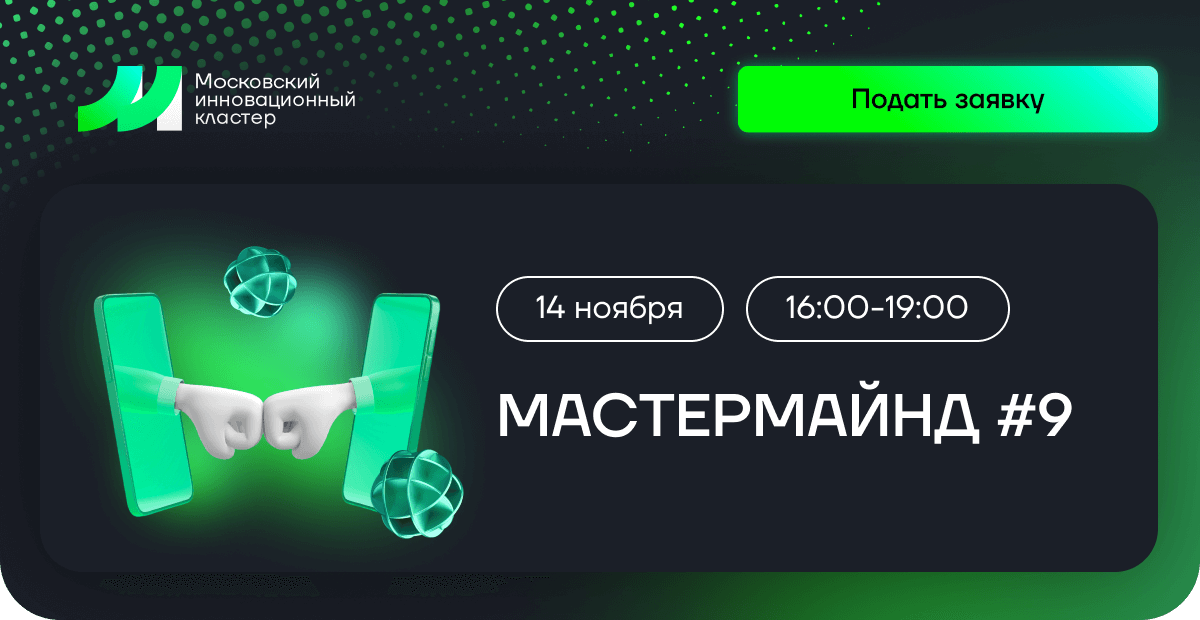 Московский
инновационный
кластер
Подать заявку
14 ноября
16:00-19:00
МАСТЕРМАЙНД #9